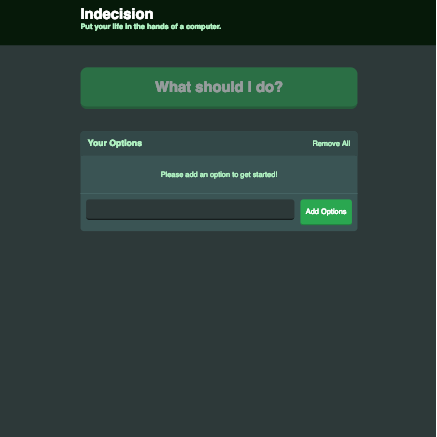 Indecision
Put your life in the hands of a computer.
What should I do?
Your Options
Remove All
Please add an option to get started!
Add Options